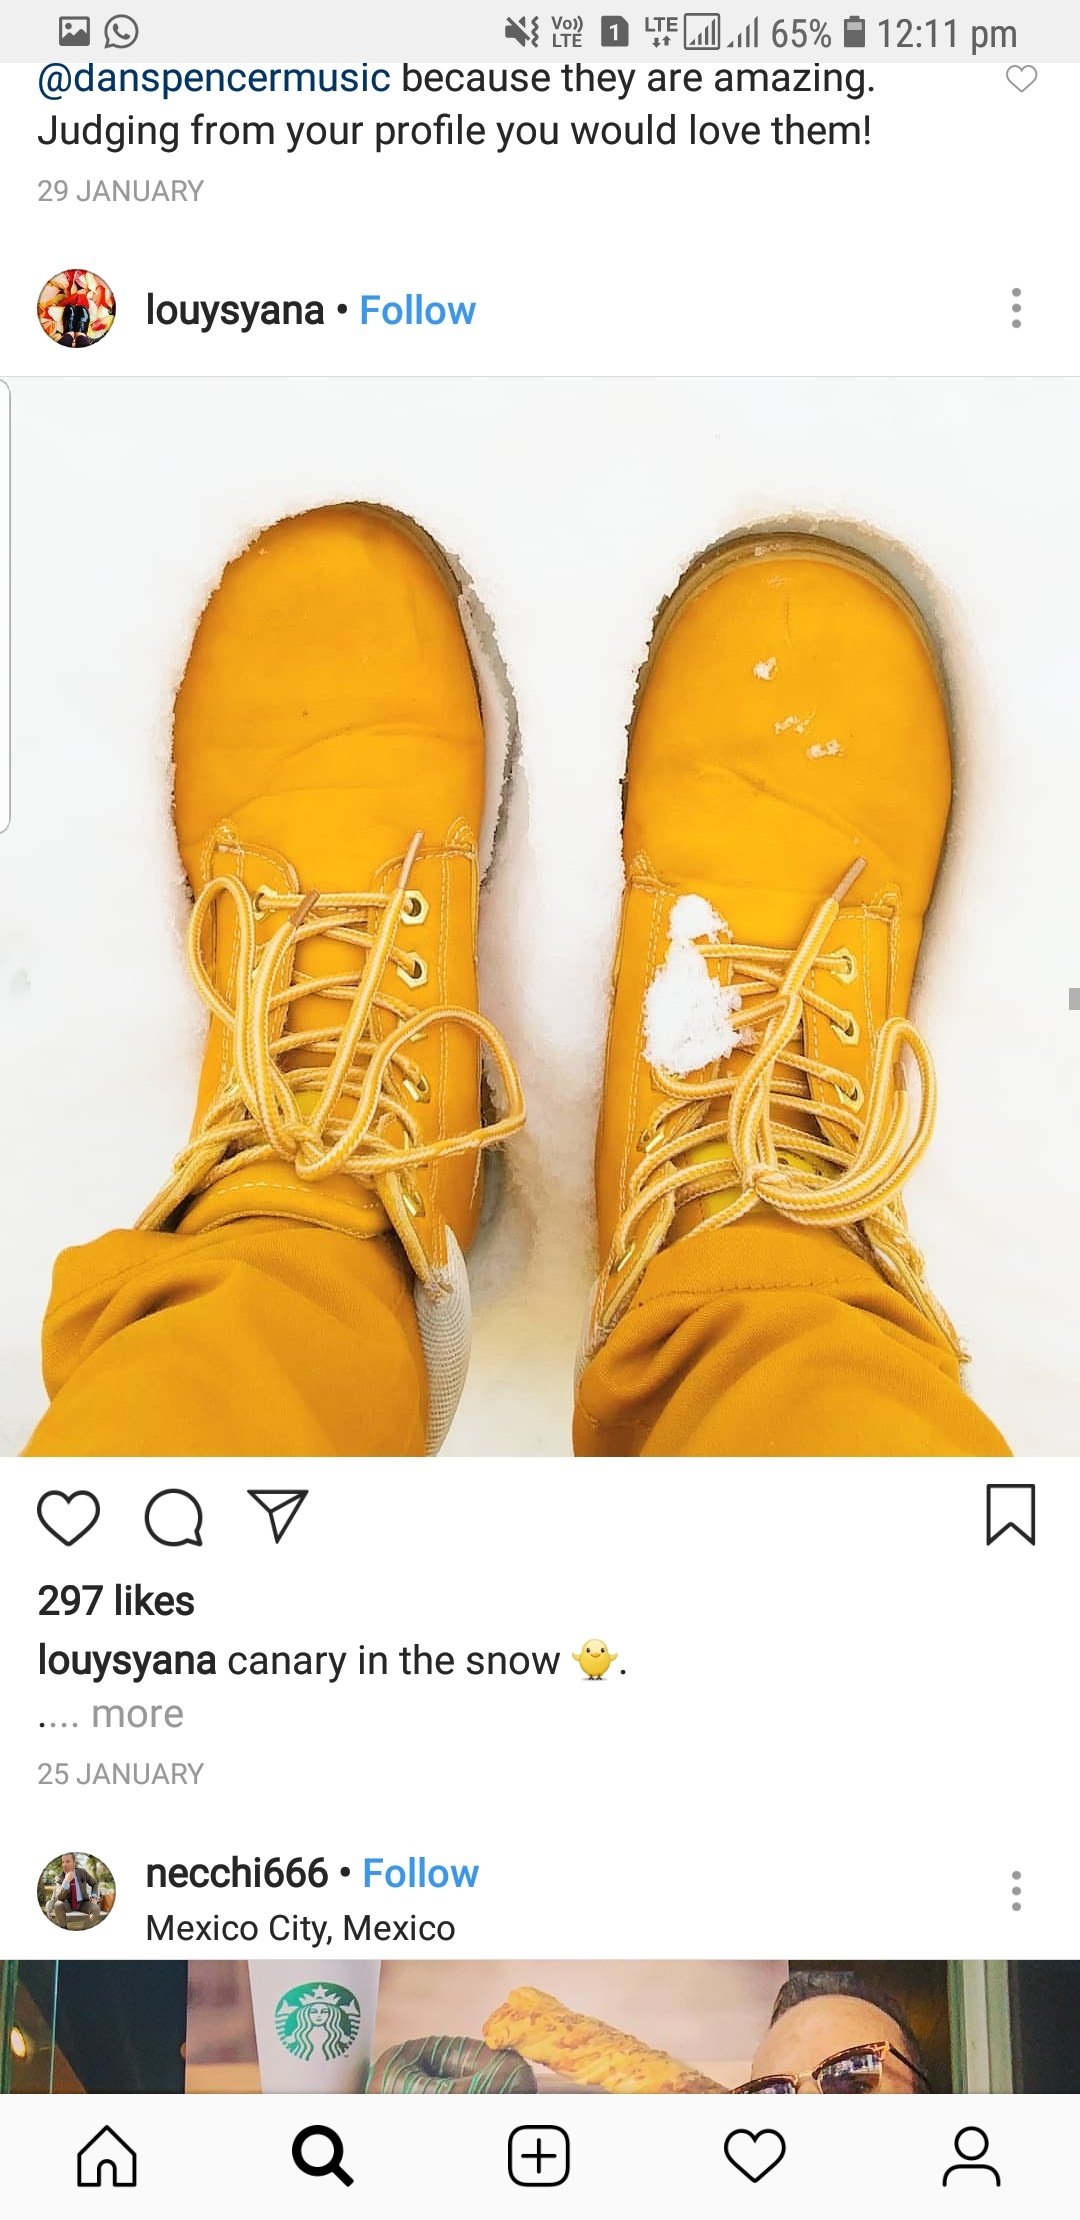 Vo)) LTE 1 LTE 65% 12:11 pm
@danspencermusic because they are amazing.
Judging from your profile you would love them!
29 JANUARY
louysyana • Follow
297 likes
louysyana canary in the snow 🐥.
.... more
25 JANUARY
necchi666 • Follow
Mexico City, Mexico